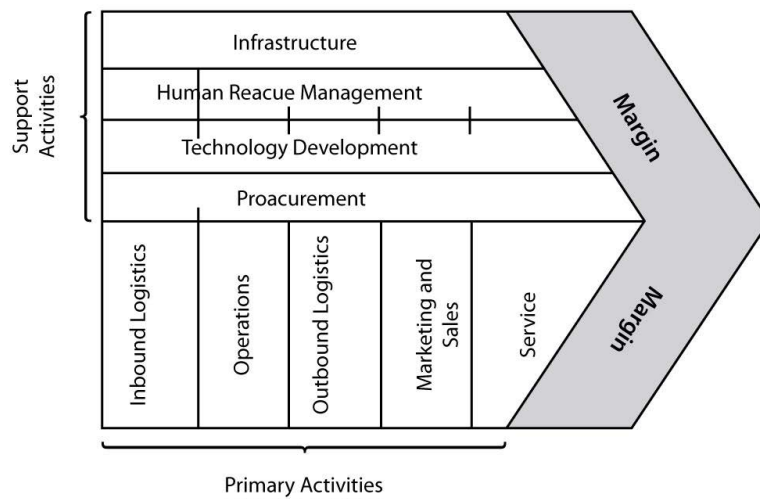 Support
Activities
Infrastructure
Human Reacue Management
Technology Development
Proacurement
Margin
Margin
Inbound Logistics
Operations
Outbound Logistics
Marketing and
Sales
Service
Primary Activities